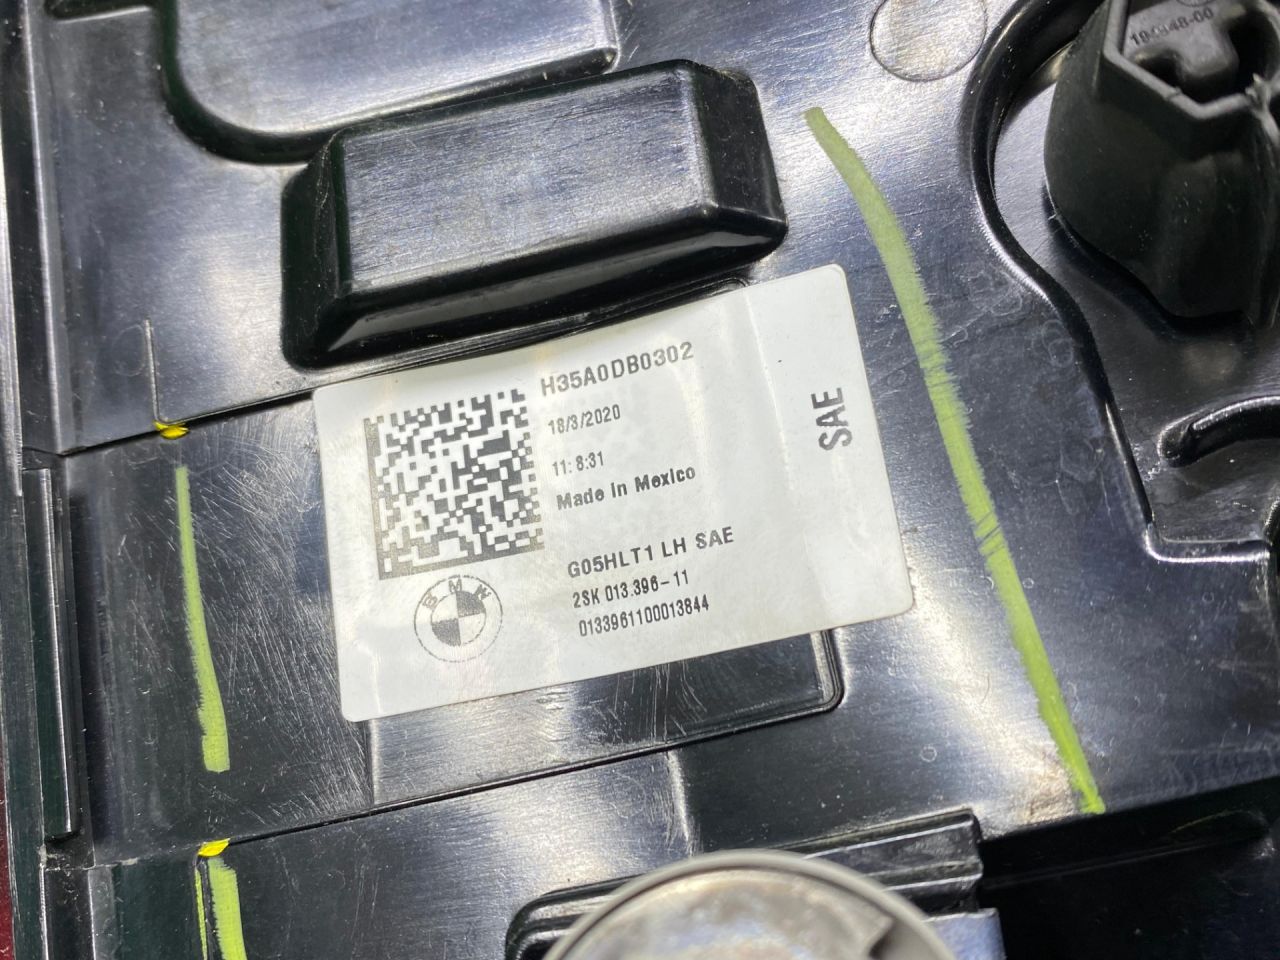 H35A0DB0302
18/3/2020
11: 8:31
Made in Mexico
G05HLT1 LH SAE
2SK 013.396-11
0133961100013844
SAE
BMW